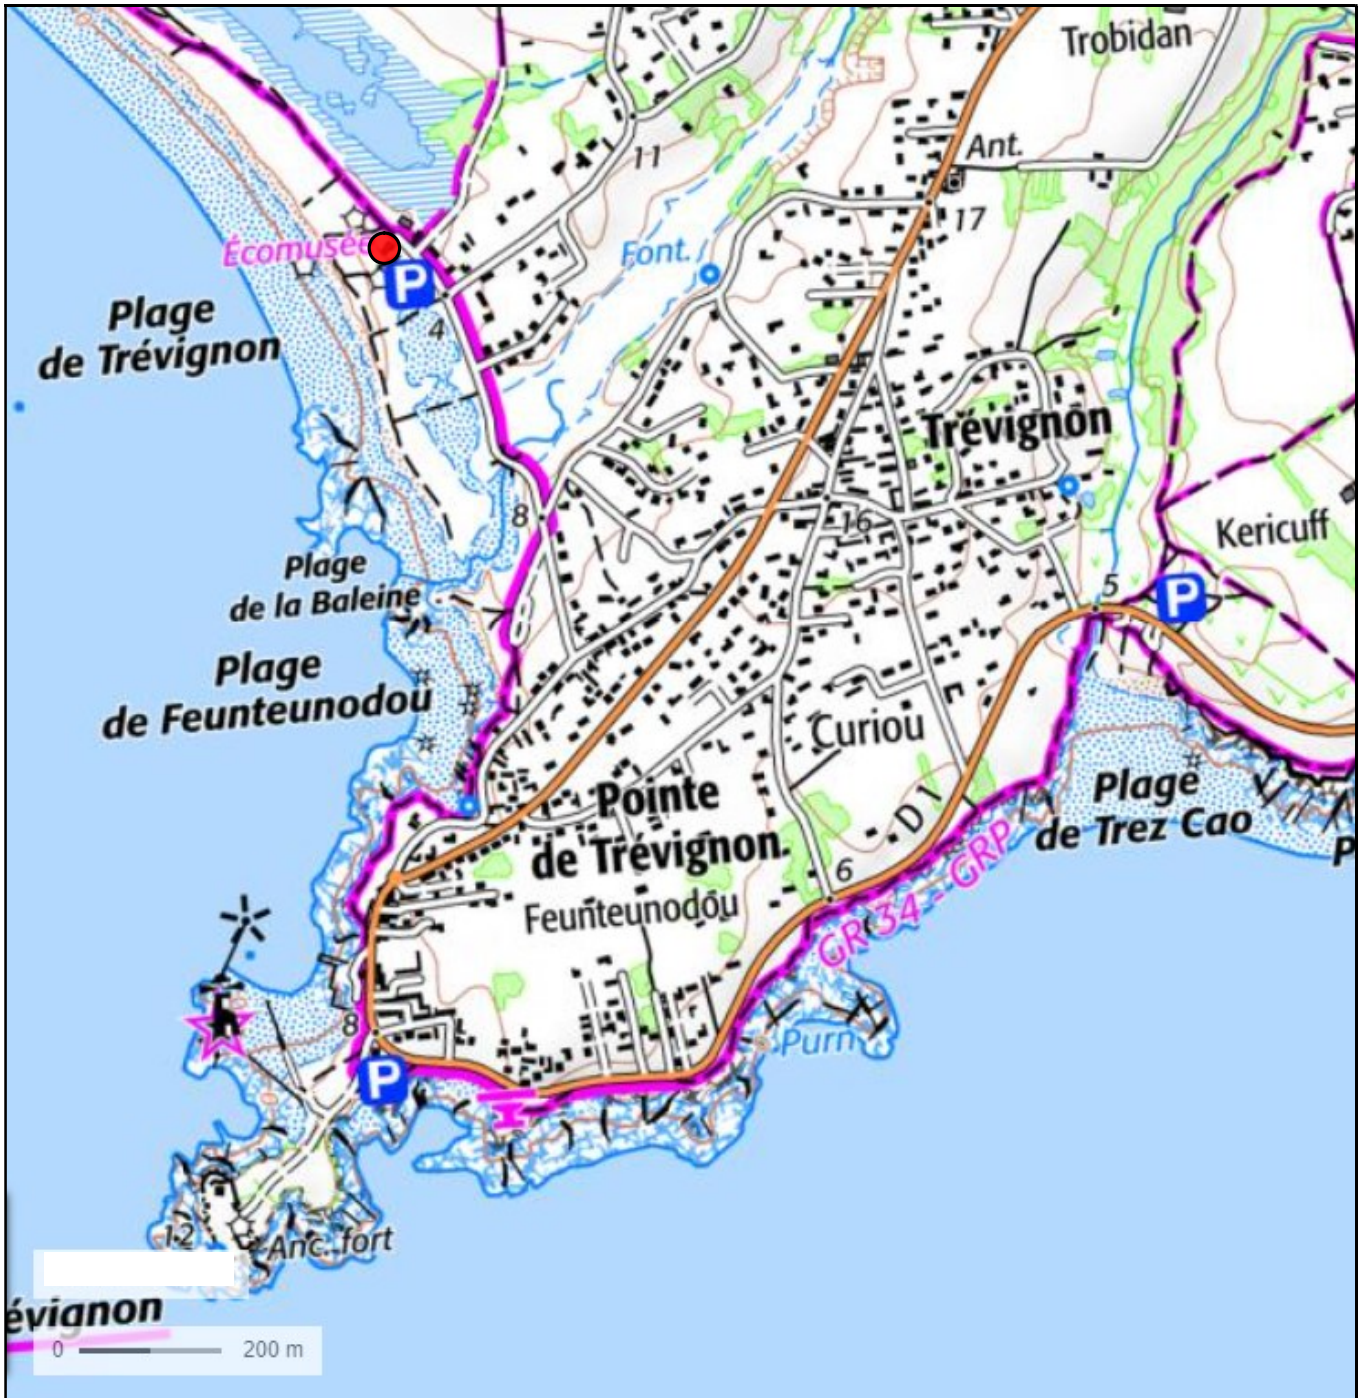 Trobidan
Ant.
11
17
Écomusée
Font.
P
Plage
de Trévignon
4
Trévignon
8
16
Kericuff
Plage
de la Baleine
5
P
Plage
de Feunteunodou
Curiou
Pointe
de Trévignon
Feunteunodou
D 1
Plage
de Trez Cao
P
6
GR 34 - GRP
8
Purn
P
12
Anc. fort
évignon
0
200 m